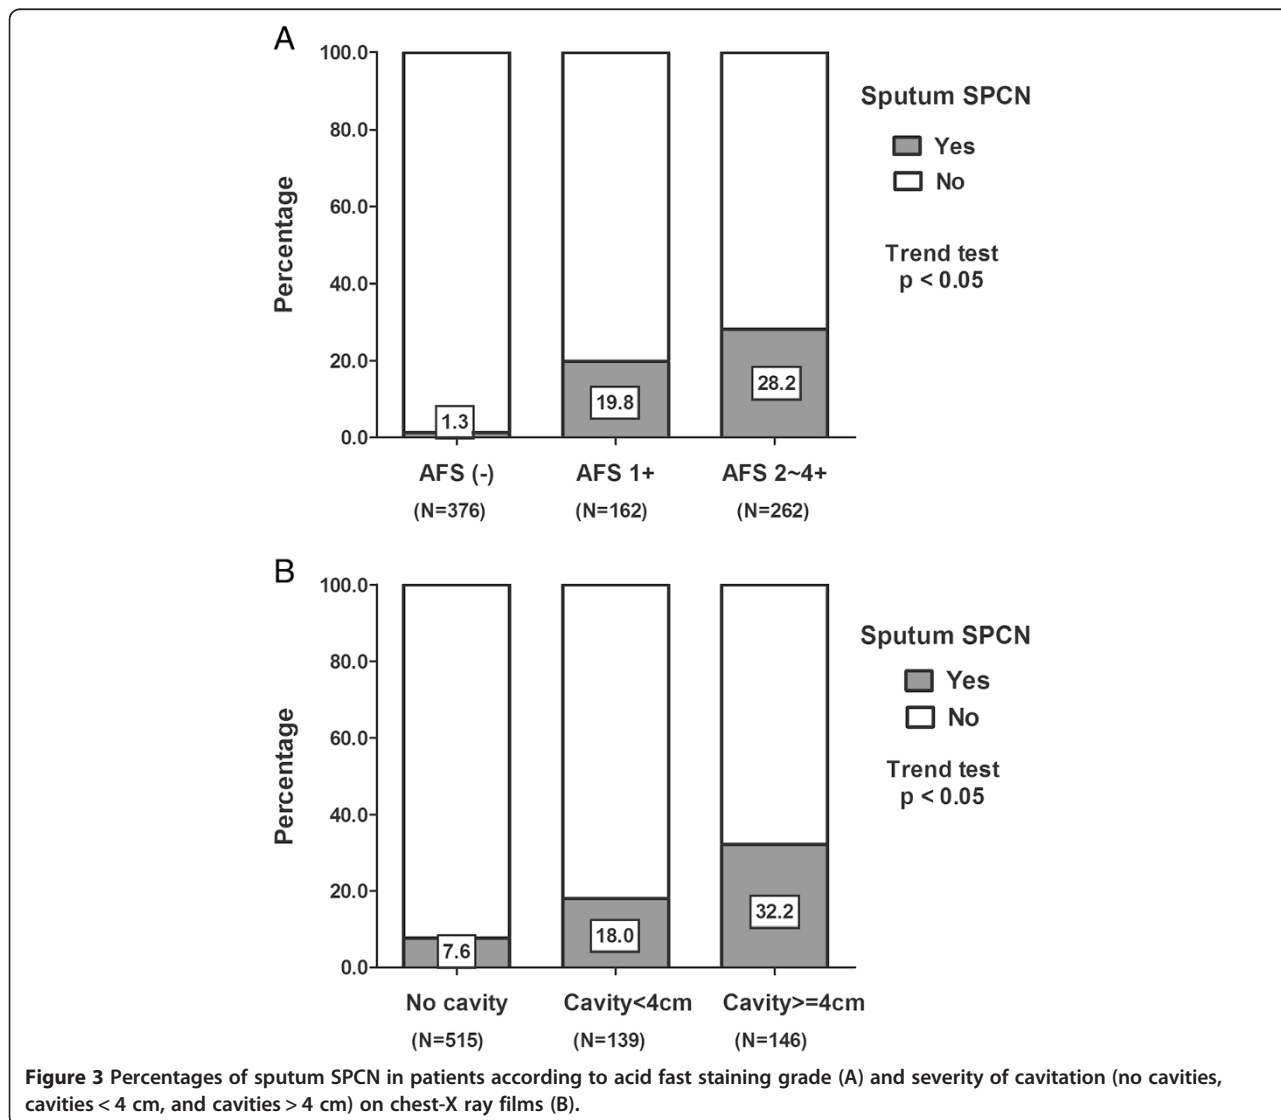 A
100.0
80.0
60.0
40.0
20.0
0.0
Percentage
1.3
19.8
28.2
AFS (-)
AFS 1+
AFS 2~4+
(N=376)
(N=162)
(N=262)
Sputum SPCN
Yes
No
Trend test
p < 0.05
B
100.0
80.0
60.0
40.0
20.0
0.0
Percentage
7.6
18.0
32.2
No cavity
Cavity<4cm
Cavity>=4cm
(N=515)
(N=139)
(N=146)
Sputum SPCN
Yes
No
Trend test
p < 0.05
Figure 3 Percentages of sputum SPCN in patients according to acid fast staining grade (A) and severity of cavitation (no cavities,
cavities < 4 cm, and cavities > 4 cm) on chest-X ray films (B).